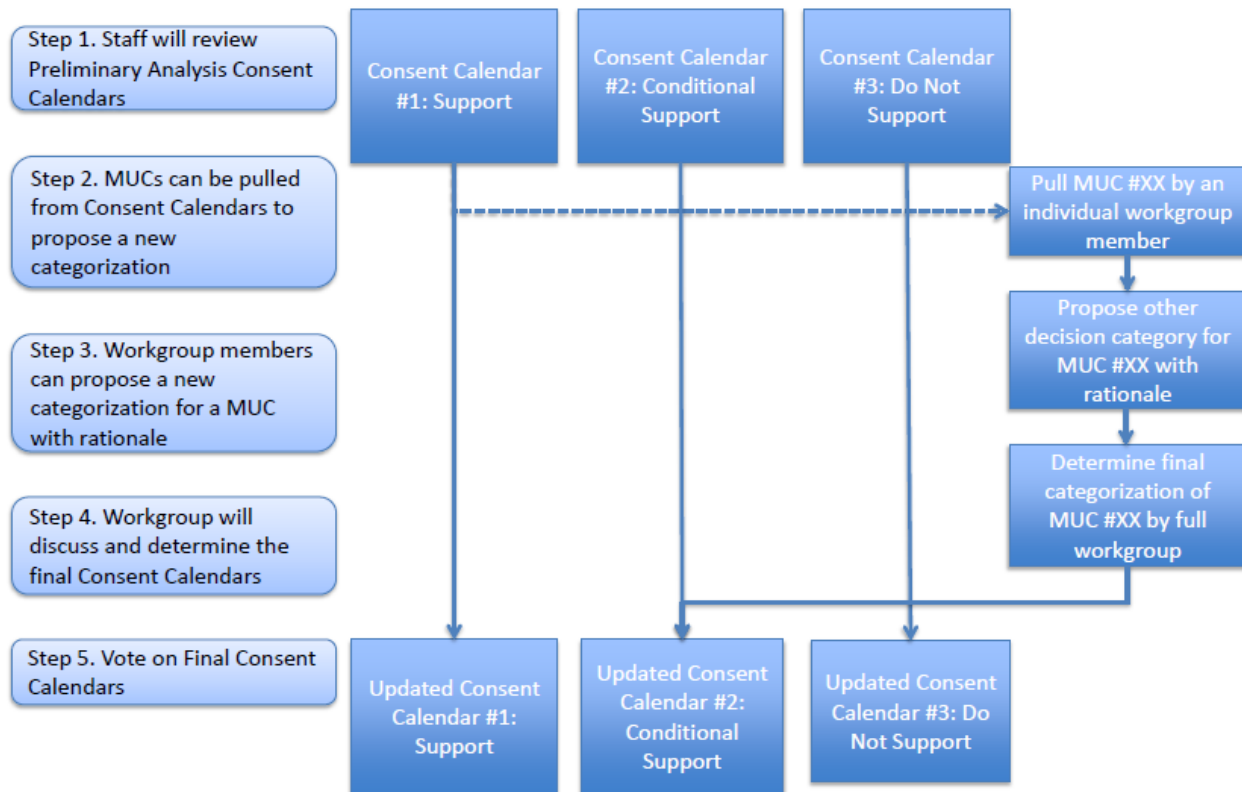 Step 1. Staff will review
Preliminary Analysis Consent
Calendars
Consent Calendar
#1: Support
Consent Calendar
#2: Conditional
Support
Consent Calendar
#3: Do Not
Support
Step 2. MUCs can be pulled
from Consent Calendars to
propose a new
categorization
Pull MUC #XX by an
individual workgroup
member
Step 3. Workgroup members
can propose a new
categorization for a MUC
with rationale
Propose other
decision category for
MUC #XX with
rationale
Step 4. Workgroup will
discuss and determine the
final Consent Calendars
Determine final
categorization of
MUC #XX by full
workgroup
Step 5. Vote on Final Consent
Calendars
Updated Consent
Calendar #1:
Support
Updated Consent
Calendar #2:
Conditional
Support
Updated Consent
Calendar #3: Do
Not Support